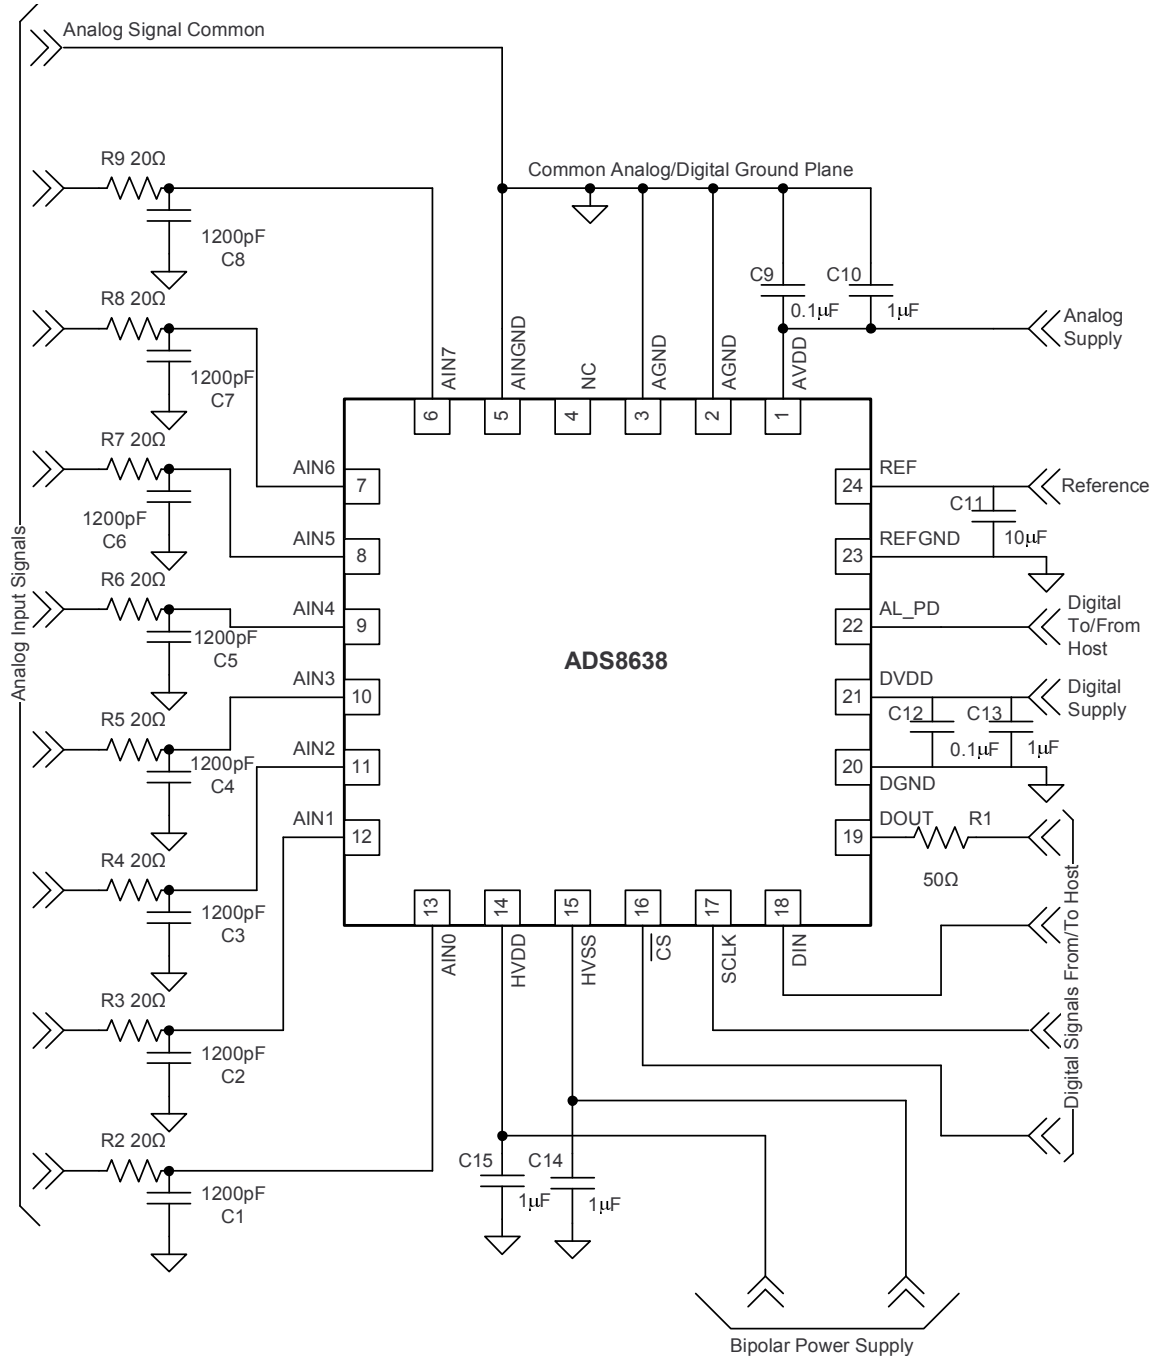 Analog Signal Common
R9 20Ω
Common Analog/Digital Ground Plane
1200pF
C8
C9
C10
0.1µF
1µF
R8 20Ω
Analog
Supply
1200pF
C7
AIN7
AINGND
NC
AGND
AGND
AVDD
6
5
4
3
2
1
R7 20Ω
AIN6
7
24
REF
Reference
1200pF
C6
C11
10µF
AIN5
8
23
REFGND
R6 20Ω
AIN4
9
22
AL_PD
Digital
To/From
Host
1200pF
C5
ADS8638
AIN3
10
21
DVDD
Digital
Supply
R5 20Ω
C12
C13
0.1µF
1µF
1200pF
C4
AIN2
11
20
DGND
AIN1
12
19
DOUT
R1
50Ω
R4 20Ω
1200pF
C3
13
14
15
16
17
18
AIN0
HVDD
HVSS
CS
SCLK
DIN
R3 20Ω
1200pF
C2
R2 20Ω
1200pF
C1
C15
1µF
C14
1µF
Analog Input Signals
Digital Signals From/To Host
Bipolar Power Supply